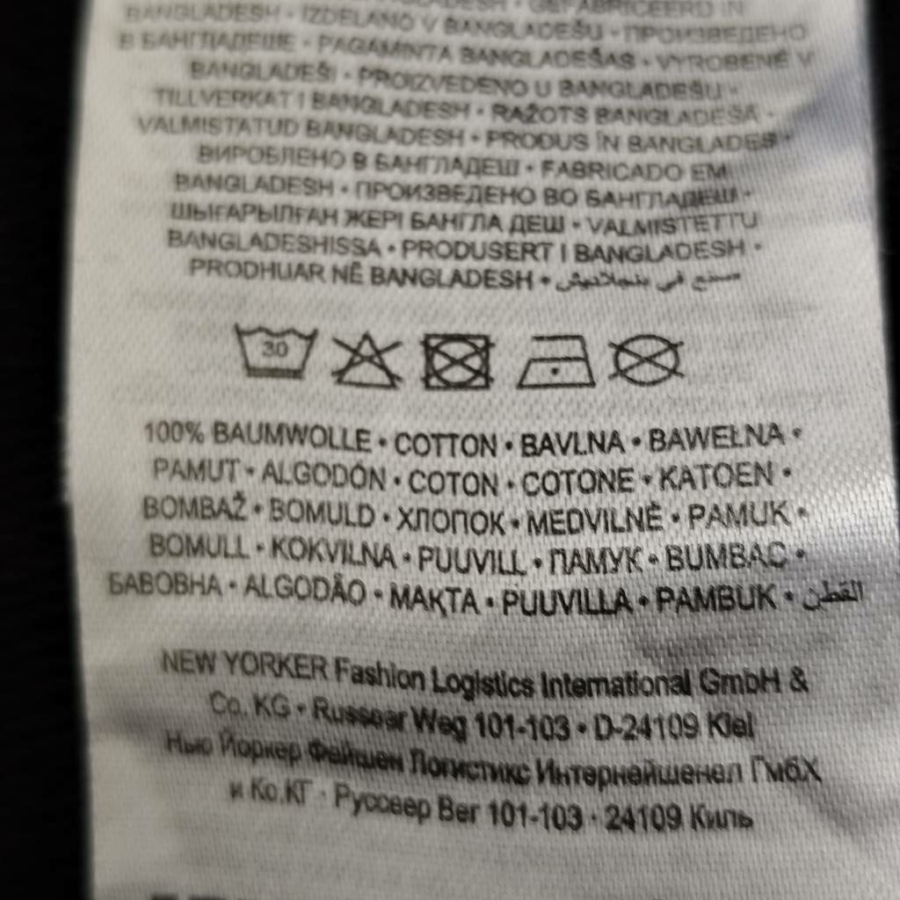 BANGLADESH • GEFABRICEERD IN
BANGLADESH • IZDELANO V BANGLADEŠU • ПРОИЗВЕДЕНО
В БАНГЛАДЕШЕ • PAGAMINTA BANGLADEŠAS • VYROBENÉ V
BANGLADEŠI • PROIZVEDENO U BANGLADEŠU •
TILLVERKAT I BANGLADESH • RAŽOTS BANGLADEŠĀ •
VALMISTATUD BANGLADESH • PRODUS ÎN BANGLADES •
ВИРОБЛЕНО В БАНГЛАДЕШ • FABRICADO EM
BANGLADESH • ПРОИЗВЕДЕНО ВО БАНГЛАДЕШ •
ШЫҒАРЫЛҒАН ЖЕРІ БАНГЛА ДЕШ • VALMISTETTU
BANGLADESHISSA • PRODUSERT I BANGLADESH •
PRODHUAR NË BANGLADESH • صنع في بنجلاديش
30
100% BAUMWOLLE • COTTON • BAVLNA • BAWEŁNA •
PAMUT • ALGODÓN • COTON • COTONE • KATOEN •
BOMBAŽ • BOMULD • ХЛОПОК • MEDVILNĖ • PAMUK •
BOMULL • KOKVILNA • PUUVILL • ПАМУК • BUMBAC •
БАВОВНА • ALGODÃO • МАҚТА • PUUVILLA • PAMBUK • القطن
NEW YORKER Fashion Logistics International GmbH &
Co. KG • Russeer Weg 101-103 • D-24109 Kiel
Нью Йоркер Фейшен Логистикс Интернейшенел ГмбХ
и Ко.КГ • Руссеер Вег 101-103 • 24109 Киль